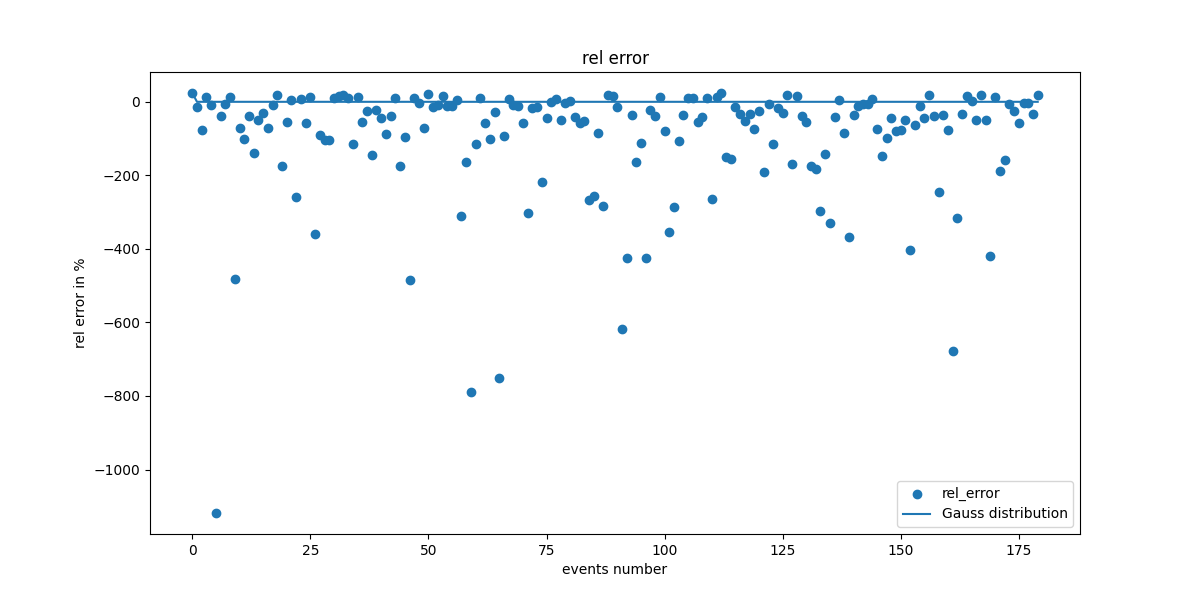 rel error
rel error in %
0
−200
−400
−600
−800
−1000
0
25
50
75
100
125
150
175
events number
rel_error
Gauss distribution